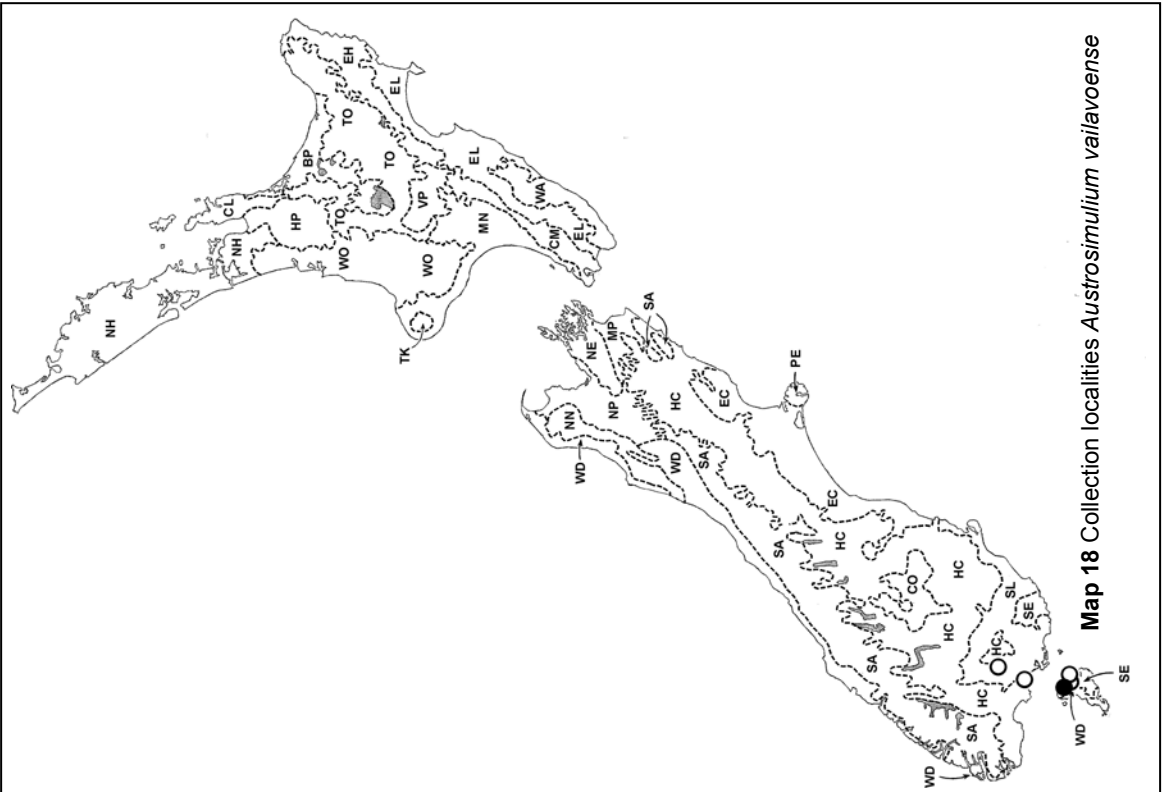 NH
NH
CL
HP
BP
TO
EH
EL
TO
TO
WO
WO
VP
MN
EL
WA
CM
EL
TK
SA
MP
NE
NN
NP
WD
HC
EC
PE
WD
SA
EC
SA
HC
CO
HC
SL
SE
HC
SA
HC
HC
SA
WD
WD
SE
Map 18 Collection localities Austrosimulium vailavoense